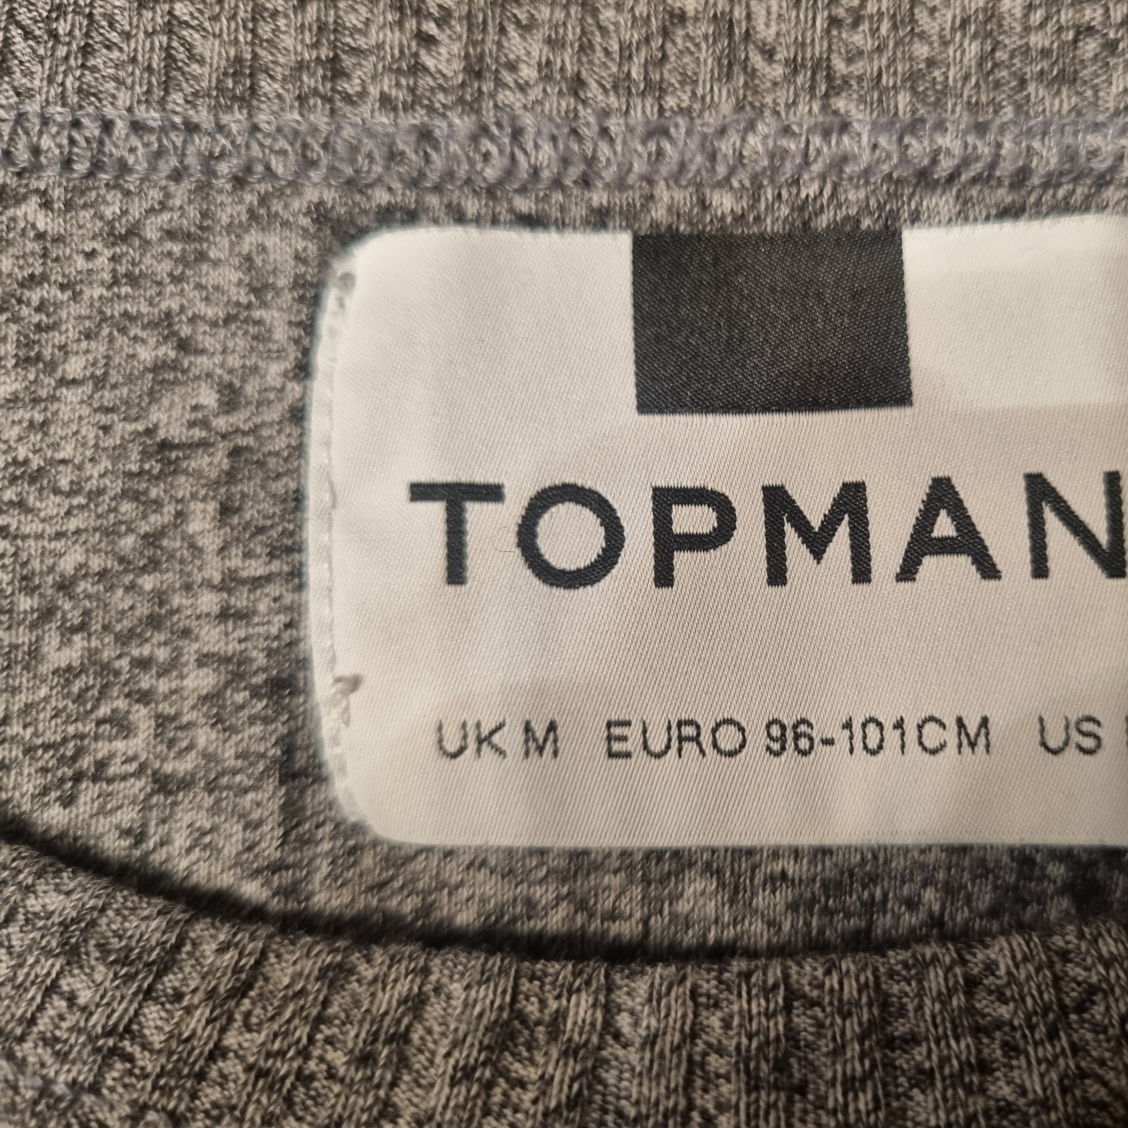 TOPMAN
UK M EURO 96-101CM US